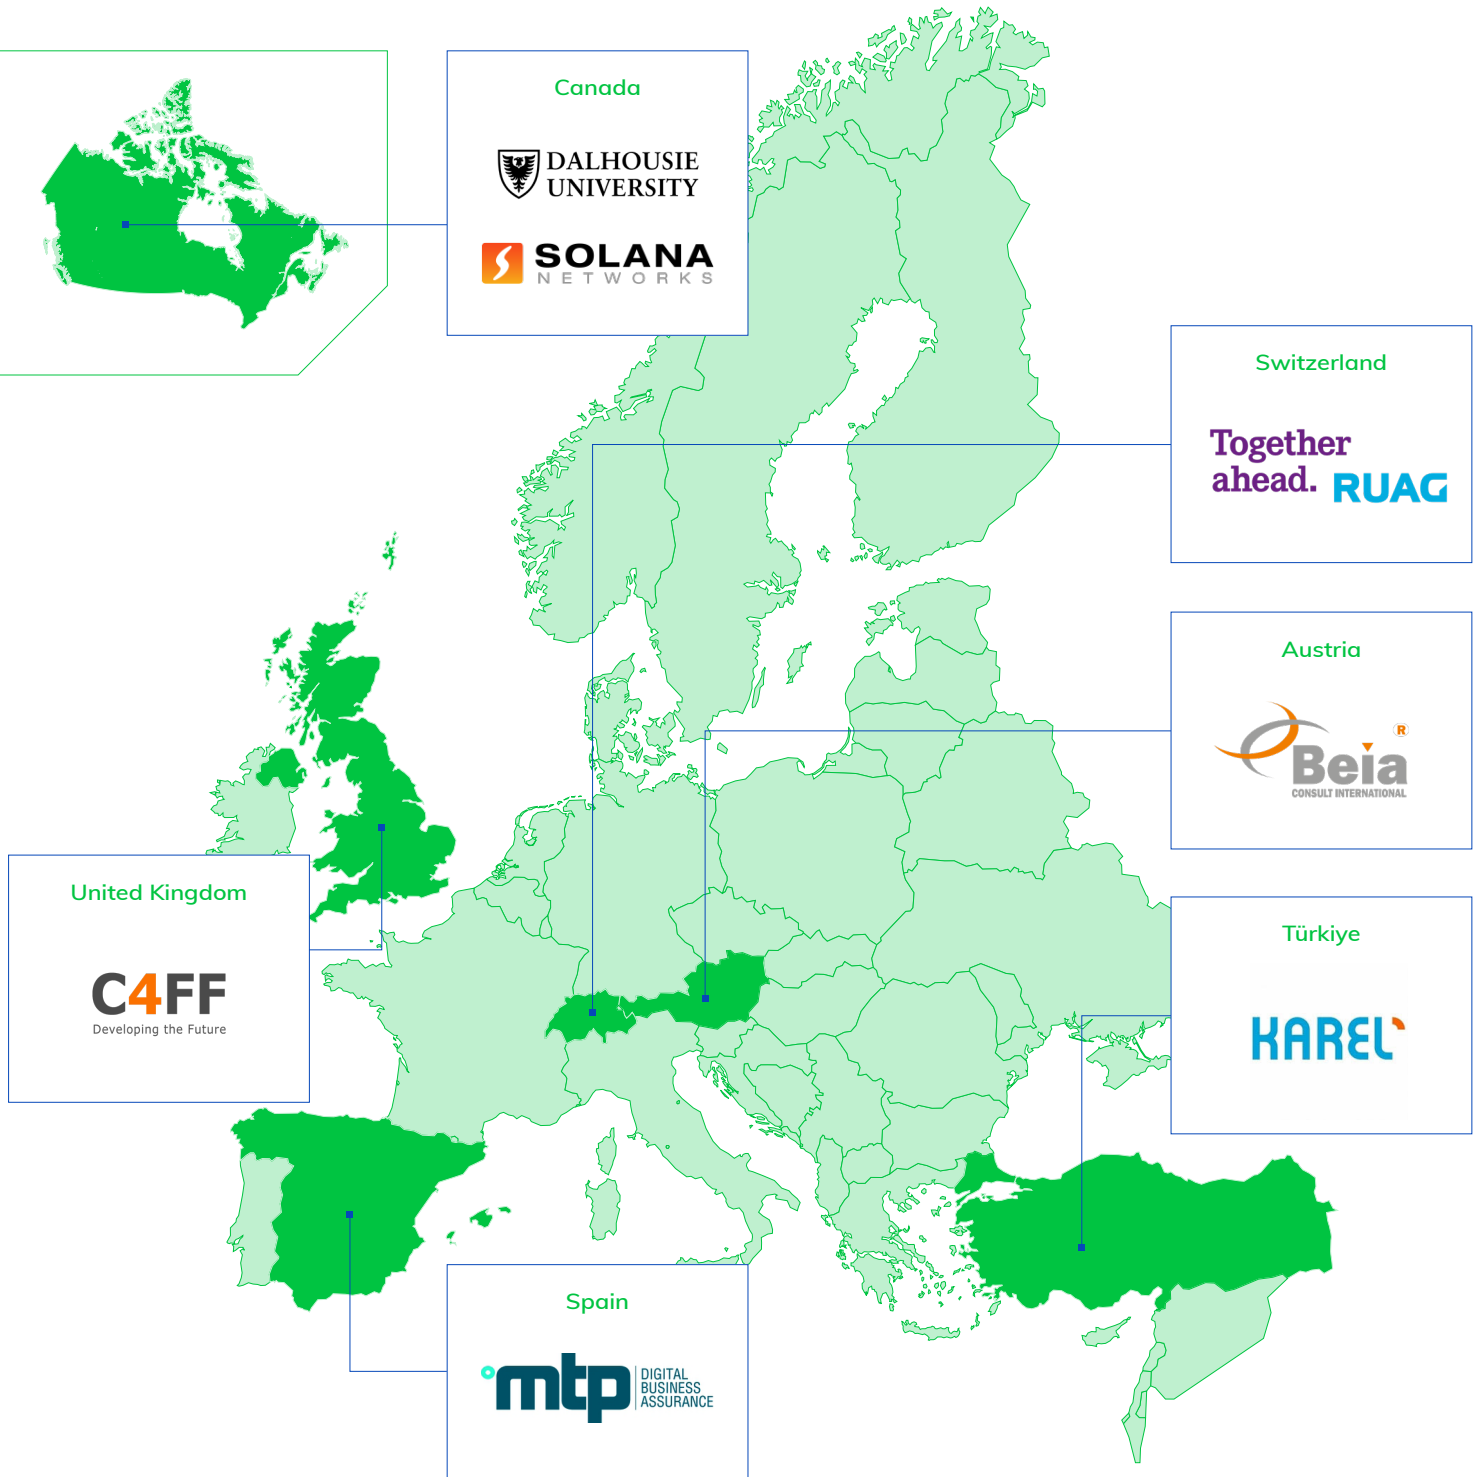 Canada
DALHOUSIE
UNIVERSITY
SOLANA
NETWORKS
Switzerland
Together
ahead. RUAG
Austria
R
Beia
CONSULT INTERNATIONAL
United Kingdom
C4FF
Developing the Future
Türkiye
KAREL
Spain
mtp
DIGITAL
BUSINESS
ASSURANCE